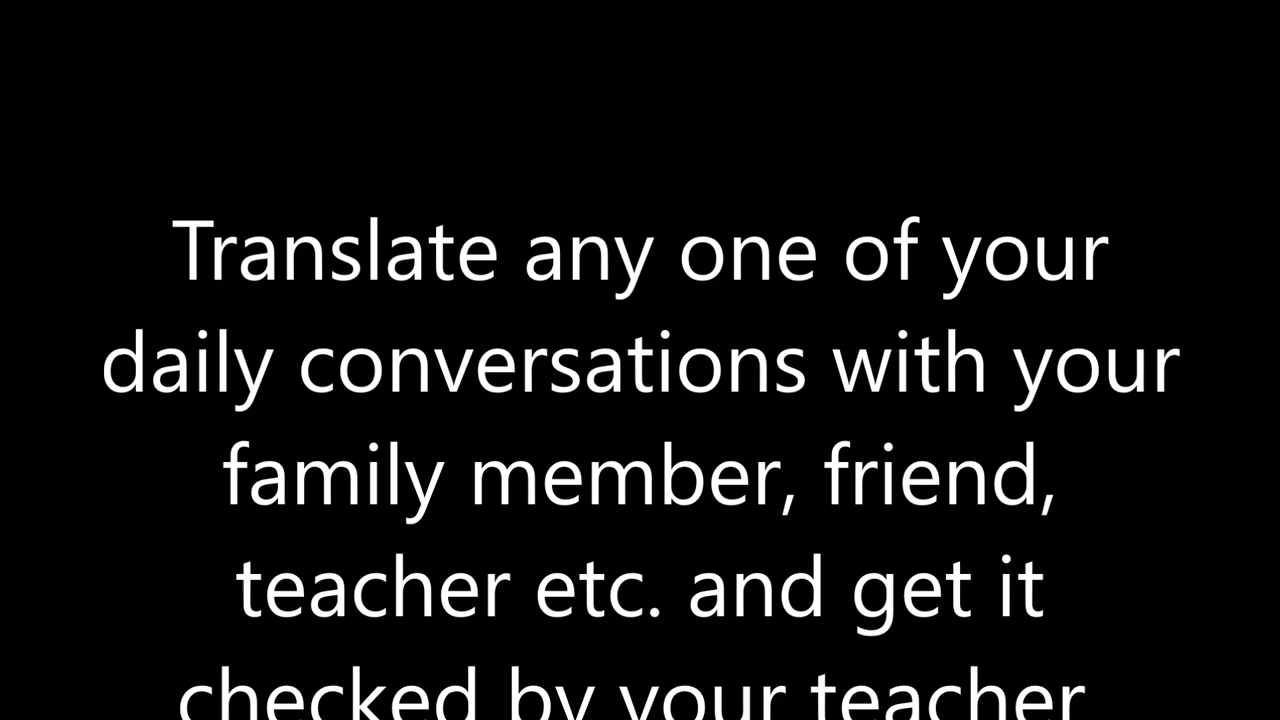 Translate any one of your
daily conversations with your
family member, friend,
teacher etc. and get it
checked by your teacher